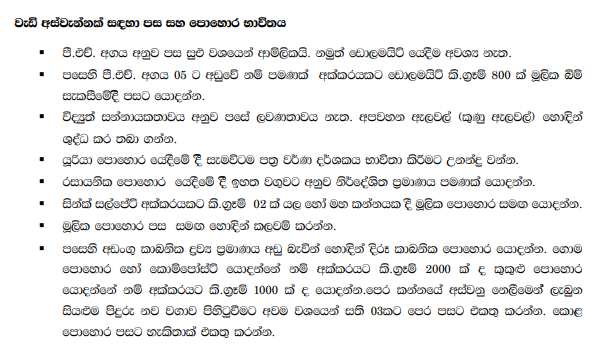 වැඩි අස්වැන්නක් සඳහා පස සහ පොහොර භාවිතය
▪ පී.එච්. අගය අනුව පස සුළු වශයෙන් ආම්ලිකයි. නමුත් ඩොලමයිට් යෙදීම අවශ්‍ය නැත.
▪ පසෙහි පී.එච්. අගය 05 ට අඩුවේ නම් පමණක් අක්කරයකට ඩොලමයිට් කි.ග්‍රෑම් 800 ක් මූලික බිම්
සැකසීමේදී පසට යොදන්න.
▪ විද්‍යුත් සන්නායකතාවය අනුව පසේ ලවණතාවය නැත. අපවහන ඇලවල් (කුණු ඇලවල්) හොඳින්
ශුද්ධ කර තබා ගන්න.
▪ යූරියා පොහොර යෙදීමේ දී සැමවිටම පත්‍ර වර්ණ දර්ශකය භාවිතා කිරීමට උනන්දු වන්න.
▪ රසායනික පොහොර යෙදීමේ දී ඉහත වගුවට අනුව නිර්දේශිත ප්‍රමාණය පමණක් යොදන්න.
▪ සින්ක් සල්පේට් අක්කරයකට කි.ග්‍රෑම් 02 ක් යල හෝ මහ කන්නයක දී මූලික පොහොර සමඟ යොදන්න.
▪ මූලික පොහොර පස සමඟ හොඳින් කලවම් කරන්න.
▪ පසෙහි අඩංගු කාබනික ද්‍රව්‍ය ප්‍රමාණය අඩු බැවින් හොඳින් දිරූ කාබනික පොහොර යොදන්න. ගොම
පොහොර හෝ කොම්පෝස්ට් යොදන්නේ නම් අක්කරයට කි.ග්‍රෑම් 2000 ක් ද කුකුළු පොහොර
යොදන්නේ නම් අක්කරයට කි.ග්‍රෑම් 1000 ක් ද යොදන්න.පෙර කන්නයේ අස්වනු නෙලීමෙන් ලැබුන
සියළුම පිදුරු නව වගාව පිහිටුවීමට අවම වශයෙන් සති 03කට පෙර පසට එකතු කරන්න. කොළ
පොහොර පසට හැකිතාක් එකතු කරන්න.